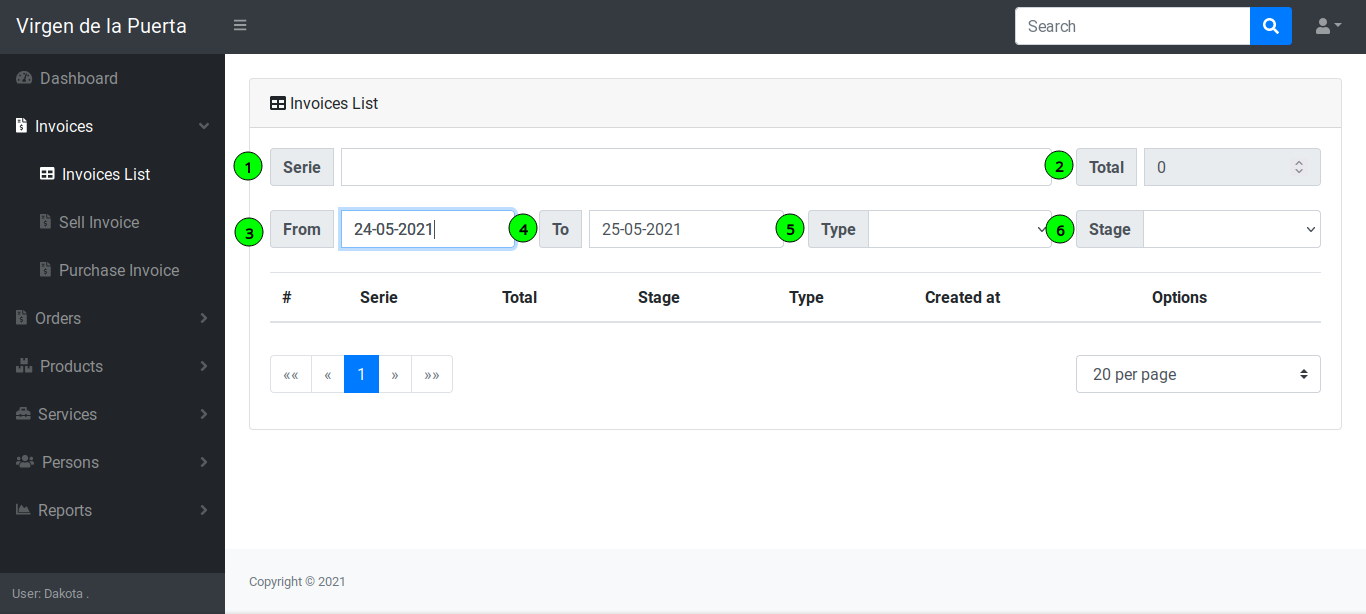 Virgen de la Puerta
Search
Dashboard
Invoices
Invoices List
Sell Invoice
Purchase Invoice
Orders
Products
Services
Persons
Reports
User: Dakota .
Invoices List
1 Serie 2 Total 0
3 From 24-05-2021 4 To 25-05-2021 5 Type 6 Stage
# Serie Total Stage Type Created at Options
«« « 1 » »» 20 per page
Copyright © 2021